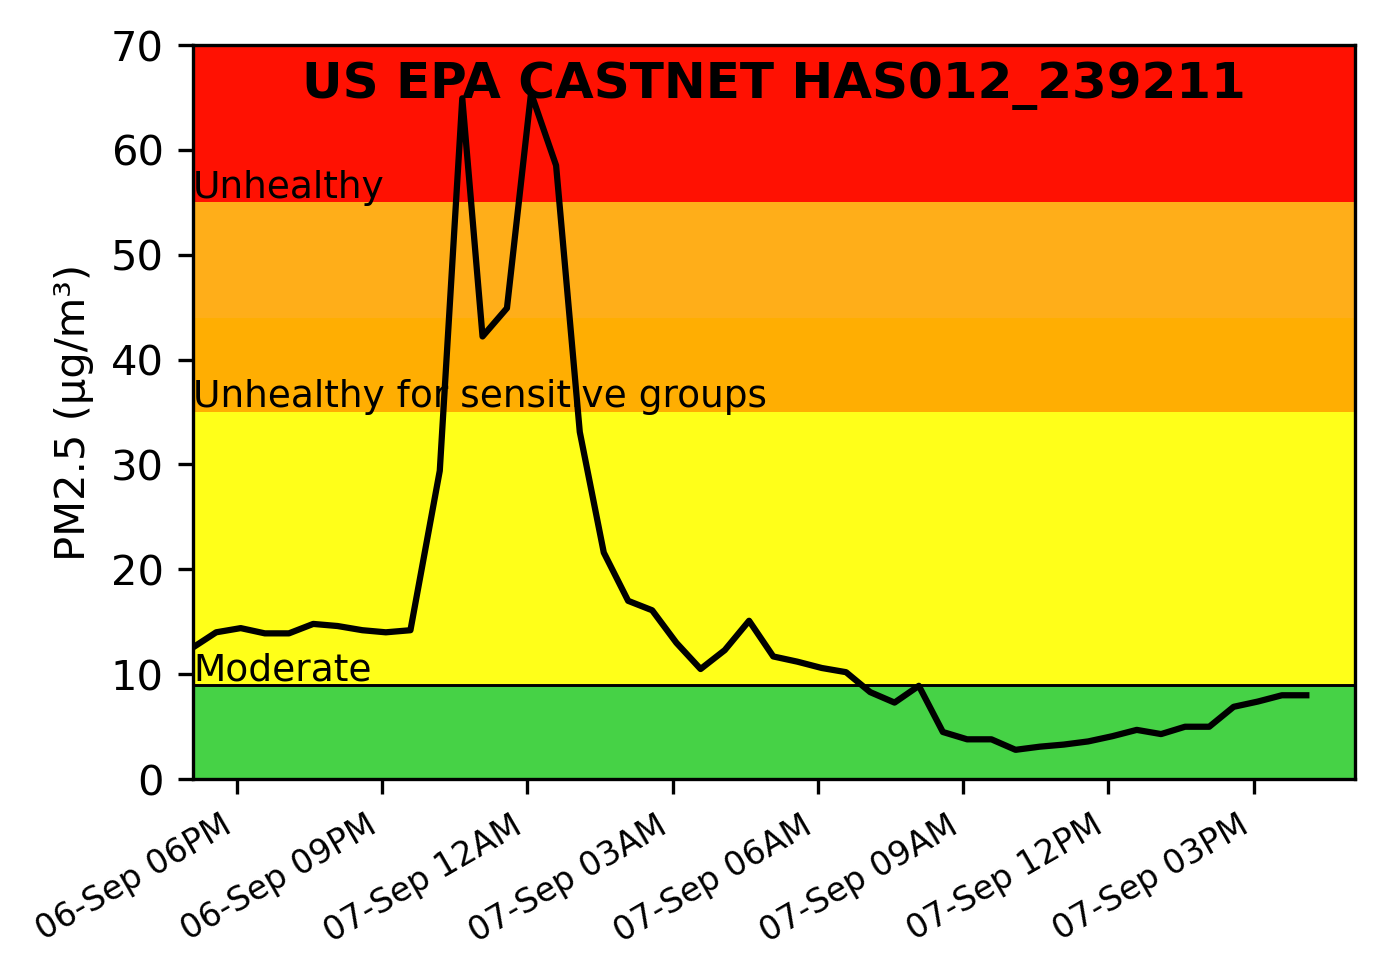 US EPA CASTNET HAS012_239211
70
60
50
40
30
20
10
0
PM2.5 (µg/m³)
Unhealthy
Unhealthy for sensitive groups
Moderate
06-Sep 06PM
06-Sep 09PM
07-Sep 12AM
07-Sep 03AM
07-Sep 06AM
07-Sep 09AM
07-Sep 12PM
07-Sep 03PM